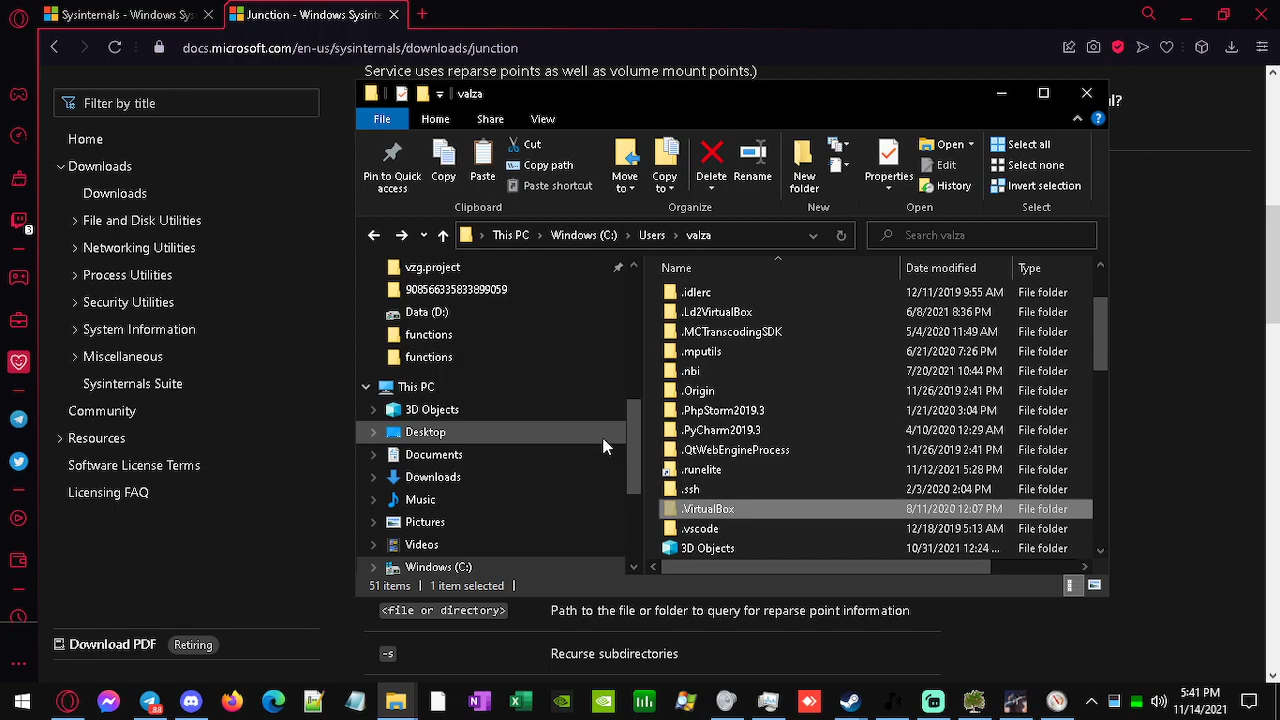 Sysinternals - Windows Sys
Junction - Windows Sysinte
docs.microsoft.com/en-us/sysinternals/downloads/junction
Service uses reparse points as well as volume mount points.)
l?
Filter by title
Home
Downloads
Downloads
File and Disk Utilities
Networking Utilities
Process Utilities
Security Utilities
System Information
Miscellaneous
Sysinternals Suite
Community
Resources
Software License Terms
Licensing FAQ
Download PDF
Retiring
3
valza
File
Home
Share
View
Pin to Quick access
Copy
Paste
Cut
Copy path
Paste shortcut
Clipboard
Move to
Copy to
Delete
Rename
Organize
New folder
New
Properties
Open
Edit
History
Open
Select all
Select none
Invert selection
Select
This PC
Windows (C:)
Users
valza
Search valza
vzg.project
908566335833899059
Data (D:)
functions
functions
This PC
3D Objects
Desktop
Documents
Downloads
Music
Pictures
Videos
Windows (C:)
Name Date modified Type
.idlerc 12/11/2019 9:55 AM File folder
.Ld2VirtualBox 6/8/2021 8:36 PM File folder
.MCTranscodingSDK 5/4/2020 11:49 AM File folder
.mputils 6/21/2020 7:26 PM File folder
.nbi 7/20/2021 10:44 PM File folder
.Origin 11/26/2019 2:41 PM File folder
.PhpStorm2019.3 1/21/2020 3:04 PM File folder
.PyCharm2019.3 4/10/2020 12:29 AM File folder
.QtWebEngineProcess 11/26/2019 2:41 PM File folder
.runelite 11/12/2021 5:28 PM File folder
.ssh 2/3/2020 2:04 PM File folder
.VirtualBox 8/11/2020 12:07 PM File folder
.vscode 12/18/2019 5:13 AM File folder
3D Objects 10/31/2021 12:24 ... File folder
51 items
1 item selected
<file or directory> Path to the file or folder to query for reparse point information
-s Recurse subdirectories
88
5:41 PM
11/14/2021